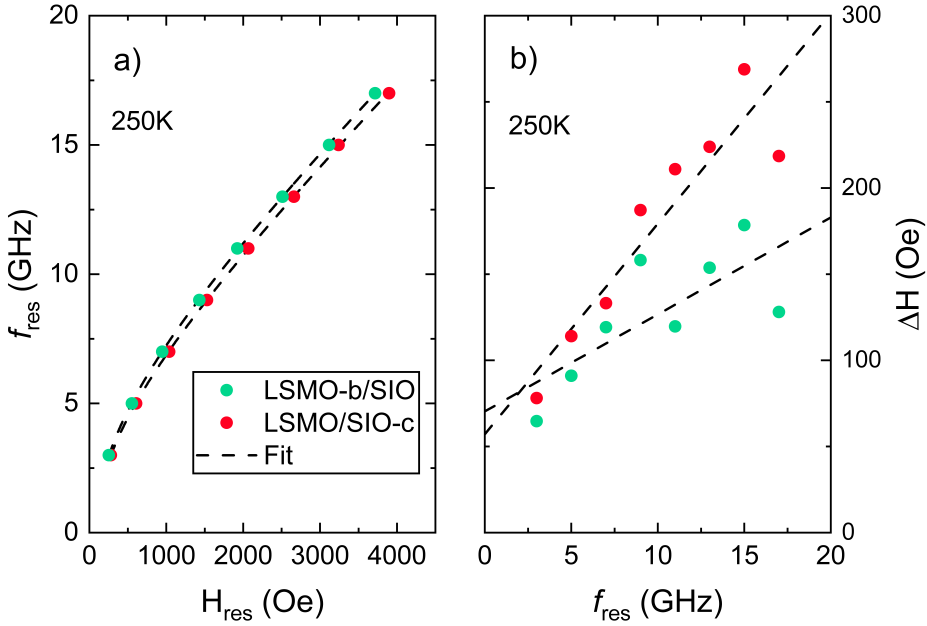 a)
250K
20
15
10
5
0
f_res (GHz)
LSMO-b/SIO
LSMO/SIO-c
Fit
0 1000 2000 3000 4000
H_res (Oe)
b)
250K
300
200
100
0
ΔH (Oe)
0 5 10 15 20
f_res (GHz)